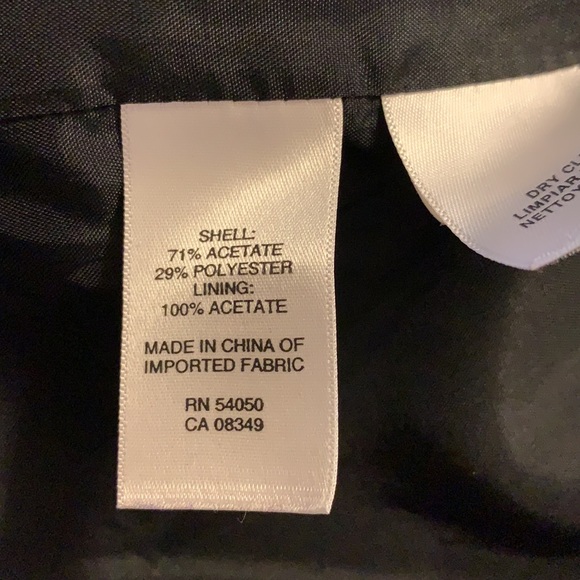 SHELL:
71% ACETATE
29% POLYESTER
LINING:
100% ACETATE
MADE IN CHINA OF
IMPORTED FABRIC
RN 54050
CA 08349
DRY
LIMPIAR